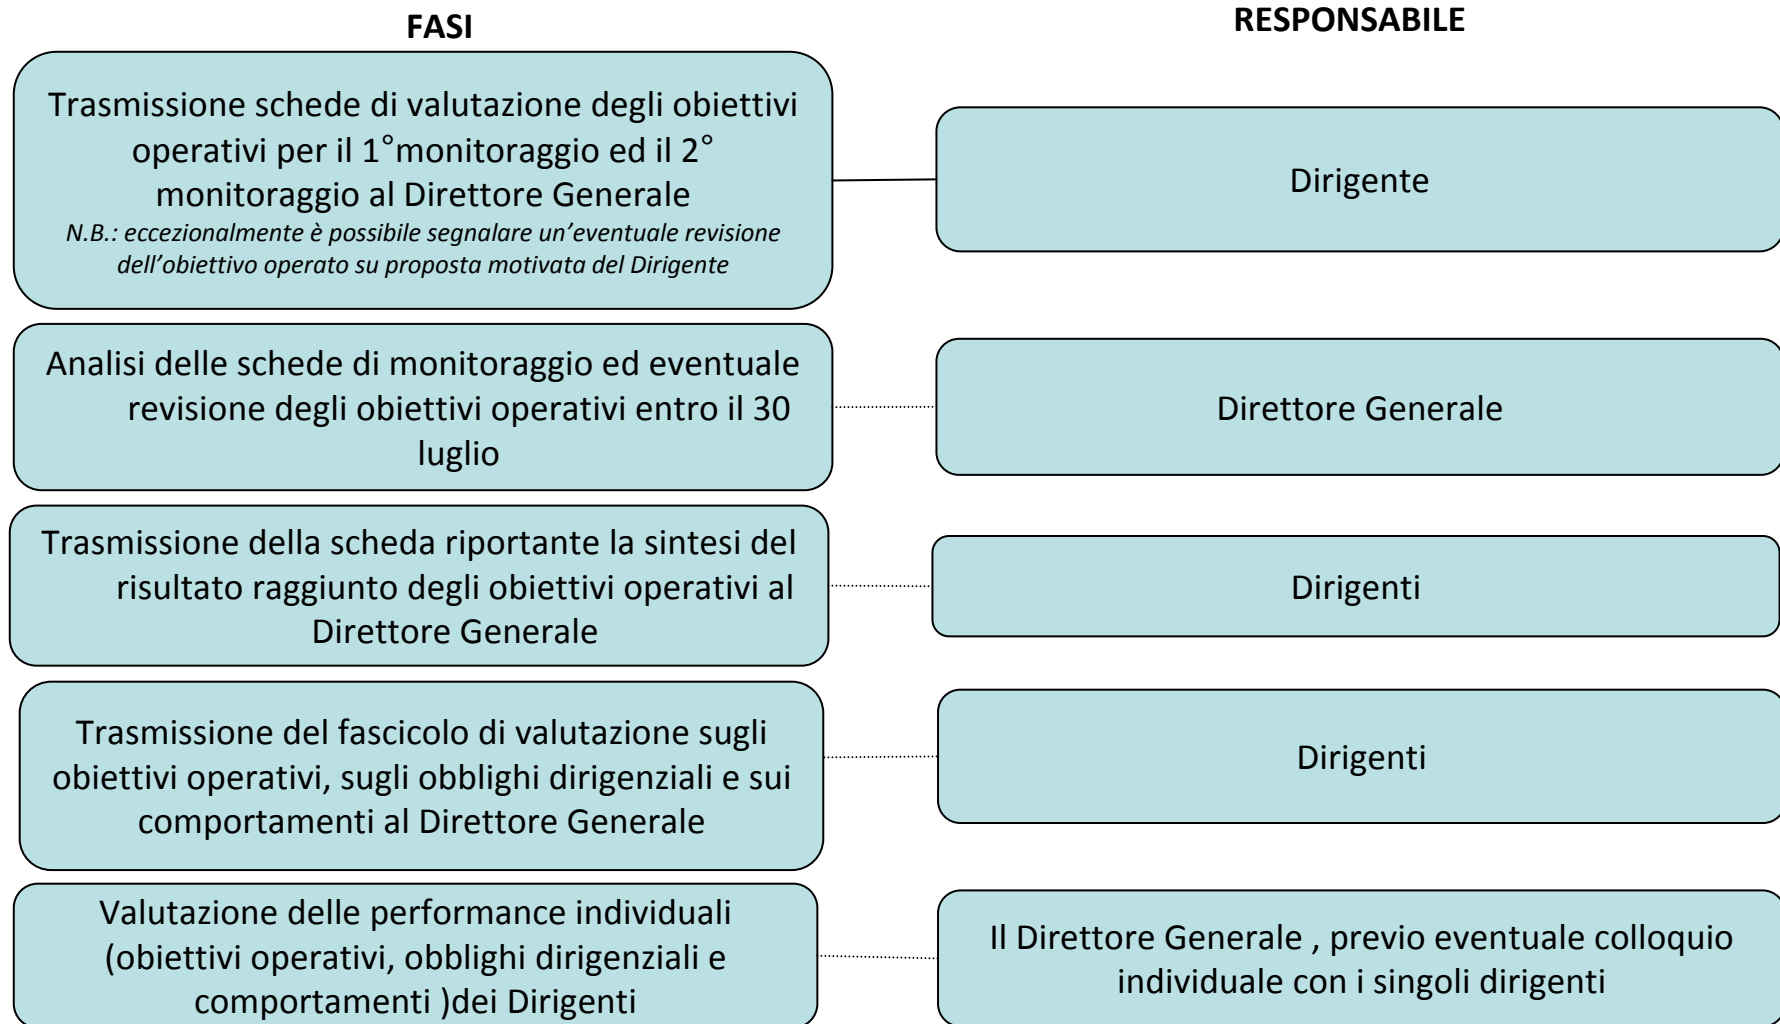 FASI
RESPONSABILE
Trasmissione schede di valutazione degli obiettivi
operativi per il 1°monitoraggio ed il 2°
monitoraggio al Direttore Generale
N.B.: eccezionalmente è possibile segnalare un’eventuale revisione
dell’obiettivo operato su proposta motivata del Dirigente
Dirigente
Analisi delle schede di monitoraggio ed eventuale
revisione degli obiettivi operativi entro il 30
luglio
Direttore Generale
Trasmissione della scheda riportante la sintesi del
risultato raggiunto degli obiettivi operativi al
Direttore Generale
Dirigenti
Trasmissione del fascicolo di valutazione sugli
obiettivi operativi, sugli obblighi dirigenziali e sui
comportamenti al Direttore Generale
Dirigenti
Valutazione delle performance individuali
(obiettivi operativi, obblighi dirigenziali e
comportamenti )dei Dirigenti
Il Direttore Generale , previo eventuale colloquio
individuale con i singoli dirigenti